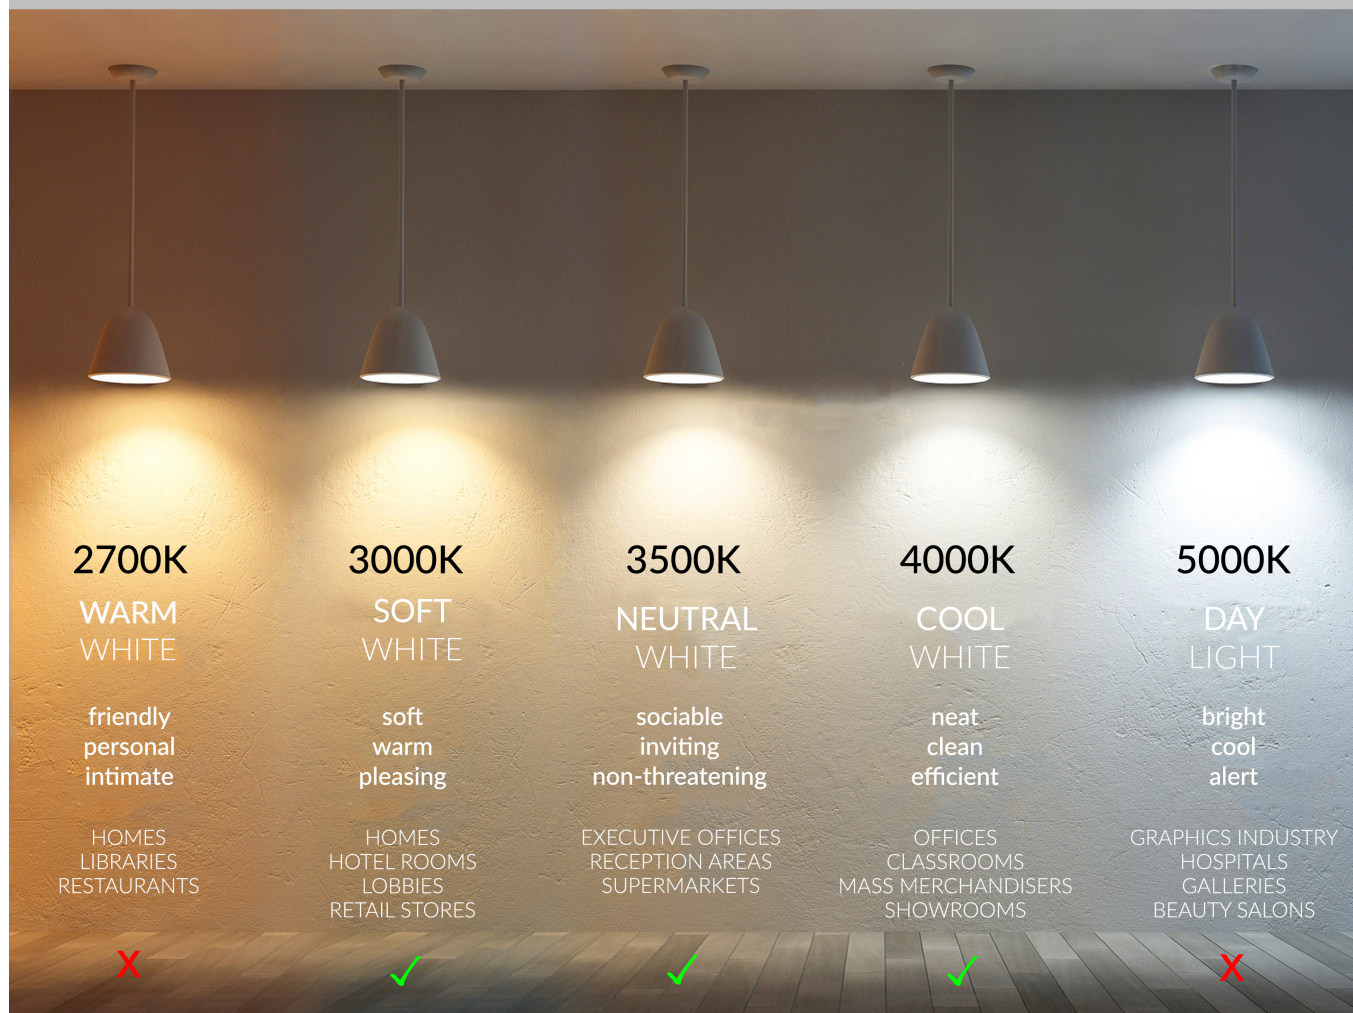 2700K
WARM
WHITE
friendly
personal
intimate
HOMES
LIBRARIES
RESTAURANTS
X
3000K
SOFT
WHITE
soft
warm
pleasing
HOMES
HOTEL ROOMS
LOBBIES
RETAIL STORES
✓
3500K
NEUTRAL
WHITE
sociable
inviting
non-threatening
EXECUTIVE OFFICES
RECEPTION AREAS
SUPERMARKETS
✓
4000K
COOL
WHITE
neat
clean
efficient
OFFICES
CLASSROOMS
MASS MERCHANDISERS
SHOWROOMS
✓
5000K
DAY
LIGHT
bright
cool
alert
GRAPHICS INDUSTRY
HOSPITALS
GALLERIES
BEAUTY SALONS
X